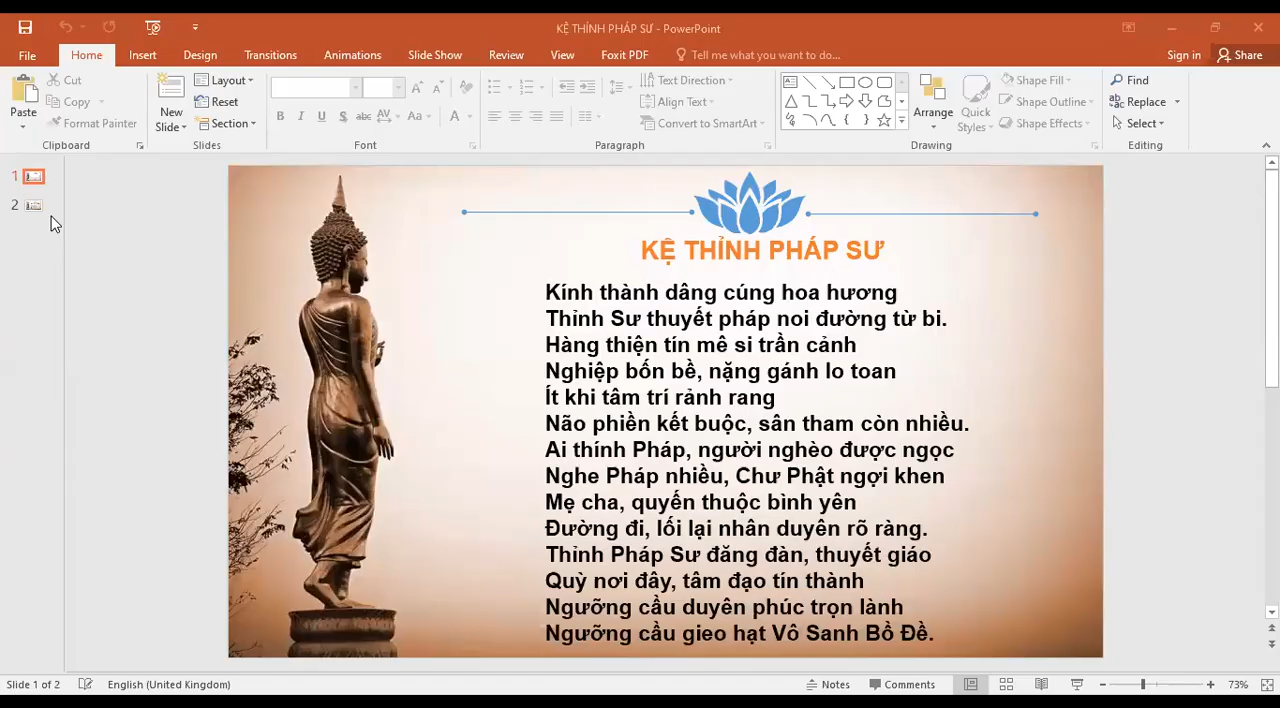 KỆ THỈNH PHÁP SƯ - PowerPoint
File Home Insert Design Transitions Animations Slide Show Review View Foxit PDF Tell me what you want to do... Sign in Share
Paste Cut Copy Format Painter Clipboard
New Slide Layout Reset Section Slides
B I U S abc AV Aa A Font
Text Direction Align Text Convert to SmartArt Paragraph
Arrange Quick Styles Shape Fill Shape Outline Shape Effects Drawing
Find Replace Select Editing
1
2
KỆ THỈNH PHÁP SƯ
Kính thành dâng cúng hoa hương
Thỉnh Sư thuyết pháp noi đường từ bi.
Hàng thiện tín mê si trần cảnh
Nghiệp bốn bề, nặng gánh lo toan
Ít khi tâm trí rảnh rang
Não phiền kết buộc, sân tham còn nhiều.
Ai thính Pháp, người nghèo được ngọc
Nghe Pháp nhiều, Chư Phật ngợi khen
Mẹ cha, quyến thuộc bình yên
Đường đi, lối lại nhân duyên rõ ràng.
Thỉnh Pháp Sư đăng đàn, thuyết giáo
Quỳ nơi đây, tâm đạo tín thành
Ngưỡng cầu duyên phúc trọn lành
Ngưỡng cầu gieo hạt Vô Sanh Bồ Đề.
Slide 1 of 2 English (United Kingdom) Notes Comments 73%